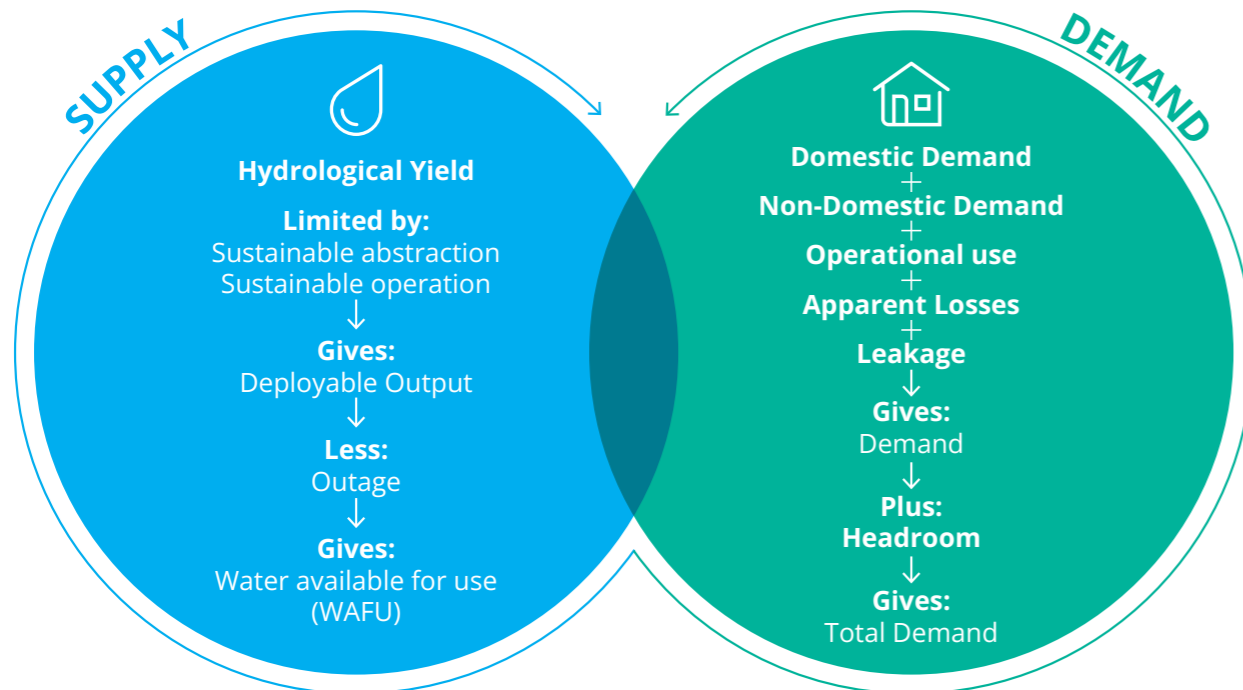 SUPPLY
Hydrological Yield
Limited by:
Sustainable abstraction
Sustainable operation
Gives:
Deployable Output
Less:
Outage
Gives:
Water available for use
(WAFU)
DEMAND
Domestic Demand
+
Non-Domestic Demand
+
Operational use
+
Apparent Losses
+
Leakage
Gives:
Demand
Plus:
Headroom
Gives:
Total Demand